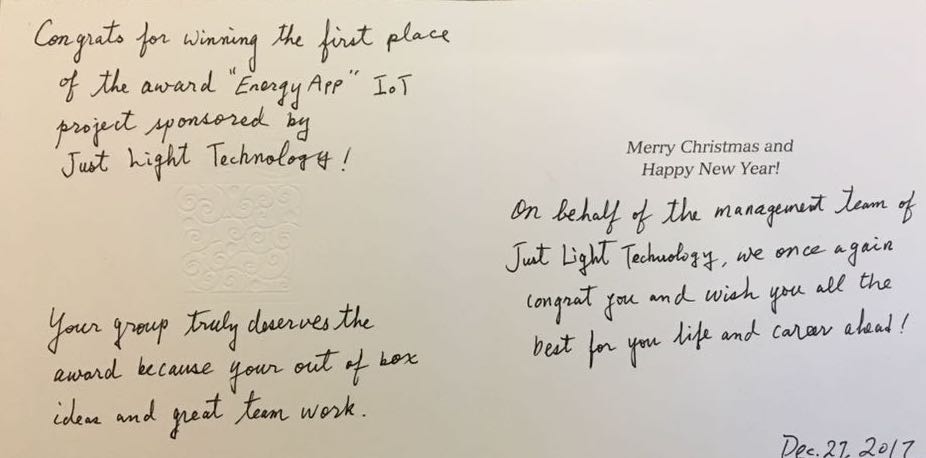 Congrats for winning the first place
of the award "Energy App" IoT
project sponsored by
Just Light Technology!
Your group truly deserves the
award because your out of box
ideas and great team work.
Merry Christmas and
Happy New Year!
On behalf of the management team of
Just Light Technology, we once again
congrat you and wish you all the
best for you life and career ahead!
Dec. 27, 2017